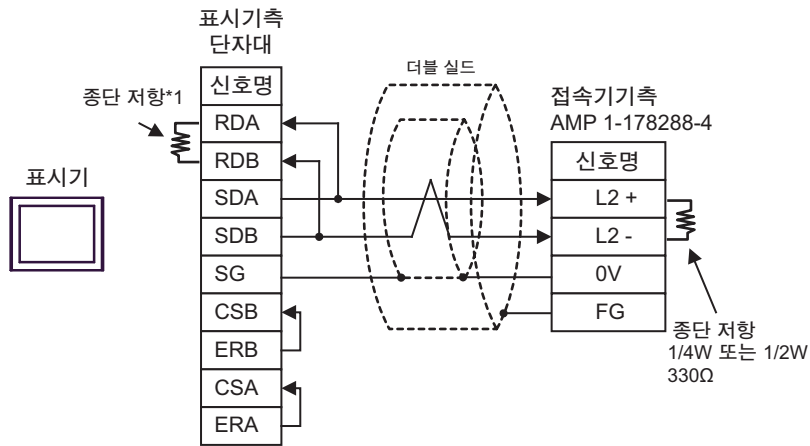 표시기측
단자대
신호명
RDA
RDB
SDA
SDB
SG
CSB
ERB
CSA
ERA
종단 저항*1
표시기
더블 실드
접속기기측
AMP 1-178288-4
신호명
L2 +
L2 -
0V
FG
종단 저항
1/4W 또는 1/2W
330Ω